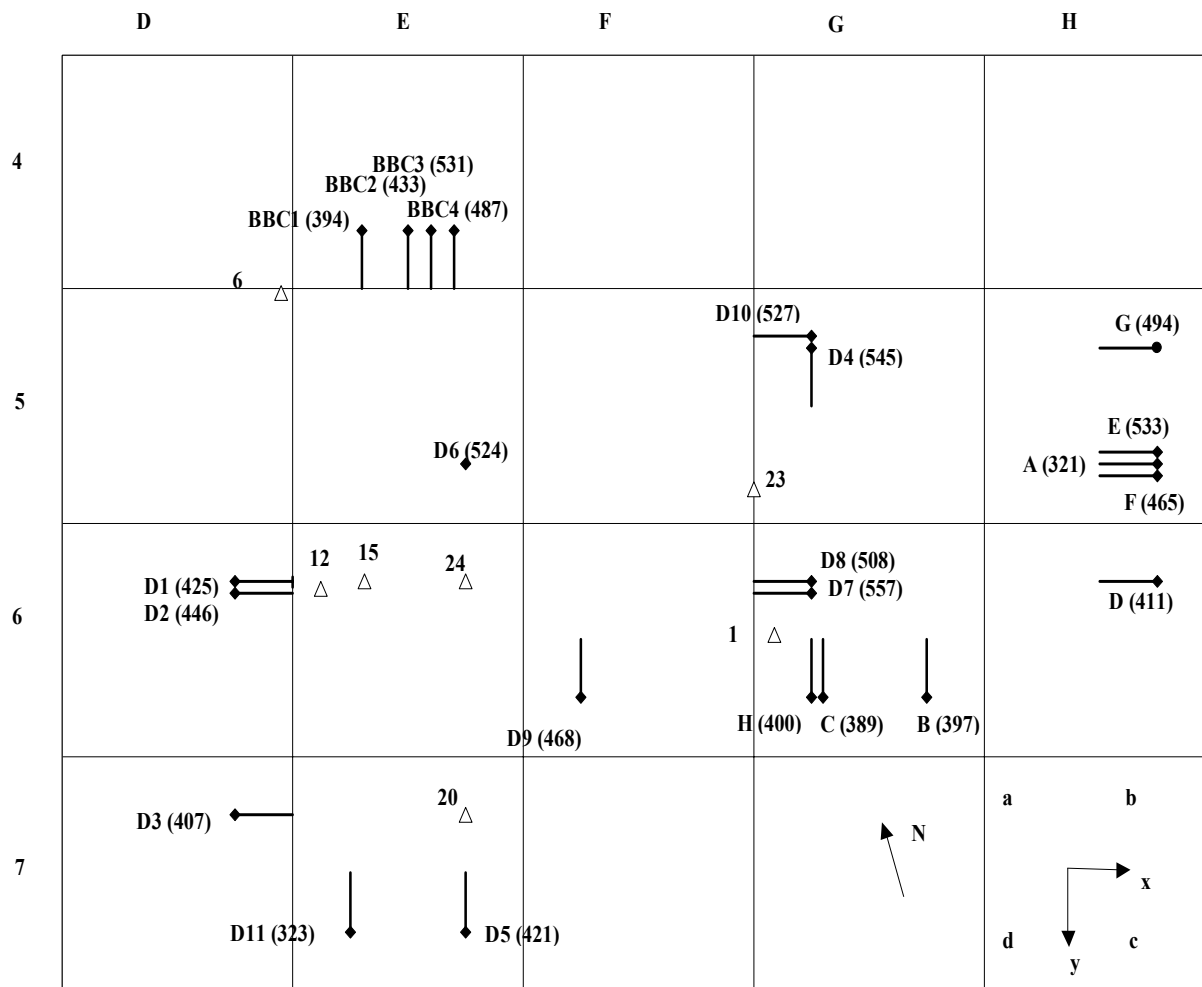 D E F G H
4
BBC3 (531)
BBC2 (433)
BBC1 (394) BBC4 (487)
6
D10 (527) G (494)
D4 (545)
5
E (533)
D6 (524) A (321)
23
F (465)
12 15 24 D8 (508)
D1 (425) D7 (557) D (411)
D2 (446)
6
1
H (400) C (389) B (397)
D9 (468)
20 a b
D3 (407) N
7
x
D11 (323) D5 (421) d c
y